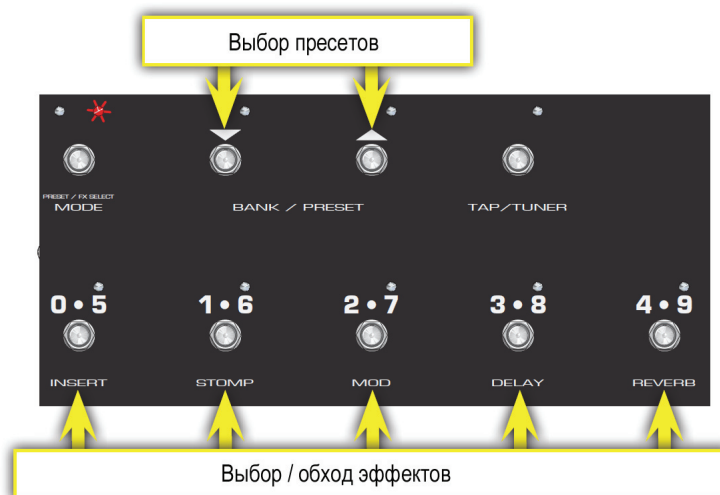 Выбор пресетов
PRESET / FX SELECT
MODE
BANK / PRESET
TAP/TUNER
0 • 5
1 • 6
2 • 7
3 • 8
4 • 9
INSERT
STOMP
MOD
DELAY
REVERB
Выбор / обход эффектов